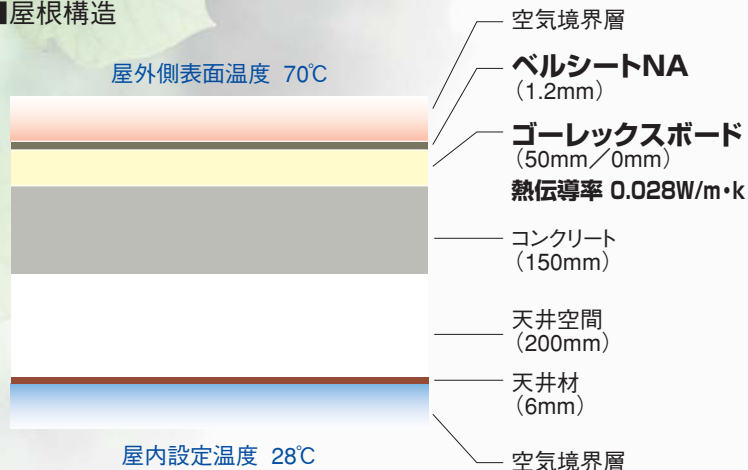 ■屋根構造
屋外側表面温度 70℃
空気境界層
ベルシートNA
（1.2mm）
ゴーレックスボード
（50mm／0mm）
熱伝導率 0.028W/m・k
コンクリート
（150mm）
天井空間
（200mm）
天井材
（6mm）
空気境界層
屋内設定温度 28℃